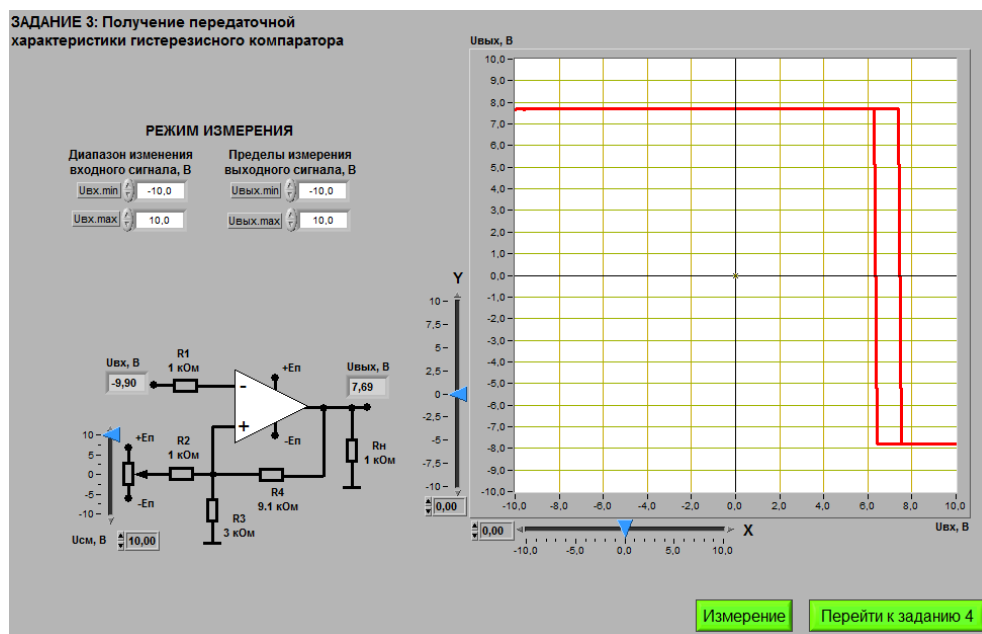 ЗАДАНИЕ 3: Получение передаточной
характеристики гистерезисного компаратора
РЕЖИМ ИЗМЕРЕНИЯ
Диапазон изменения
входного сигнала, В
Пределы измерения
выходного сигнала, В
Uвх.min -10,0
Uвых.min -10,0
Uвх.max 10,0
Uвых.max 10,0
Uвх, В
-9,90
R1
1 кОм
+Еп
-
+
-Еп
Uвых, В
7,69
Rн
1 кОм
10
5
0
-5
-10
+Еп
-Еп
R2
1 кОм
R4
9.1 кОм
R3
3 кОм
Uсм, В 10,00
Y
10
7,5
5
2,5
0
-2,5
-5
-7,5
-10
0,00
Uвых, В
10,0
9,0
8,0
7,0
6,0
5,0
4,0
3,0
2,0
1,0
0,0
-1,0
-2,0
-3,0
-4,0
-5,0
-6,0
-7,0
-8,0
-9,0
-10,0
-10,0 -8,0 -6,0 -4,0 -2,0 0,0 2,0 4,0 6,0 8,0 10,0
Uвх, В
0,00
X
-10,0 -5,0 0,0 5,0 10,0
Измерение
Перейти к заданию 4